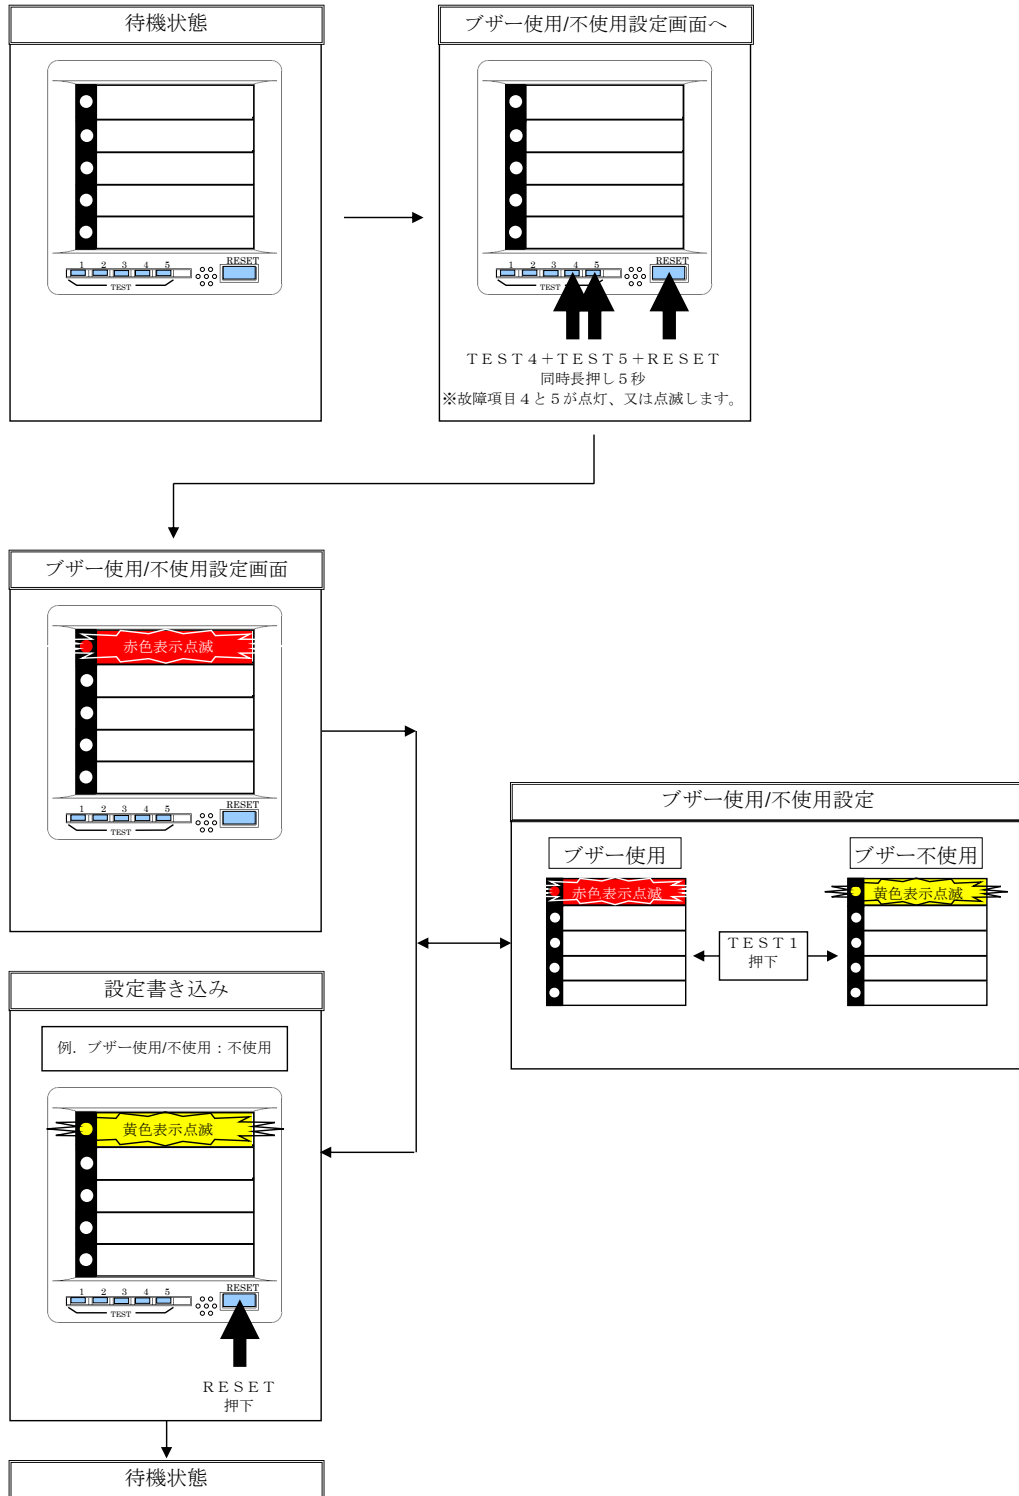 待機状態
1 2 3 4 5
RESET
TEST
ブザー使用/不使用設定画面へ
1 2 3 4 5
RESET
TEST
ＴＥＳＴ４＋ＴＥＳＴ５＋ＲＥＳＥＴ
同時長押し５秒
※故障項目４と５が点灯、又は点滅します。
ブザー使用/不使用設定画面
赤色表示点滅
1 2 3 4 5
RESET
TEST
ブザー使用/不使用設定
ブザー使用
ブザー不使用
赤色表示点滅
黄色表示点滅
ＴＥＳＴ１
押下
設定書き込み
例．ブザー使用/不使用：不使用
黄色表示点滅
1 2 3 4 5
RESET
TEST
ＲＥＳＥＴ
押下
待機状態